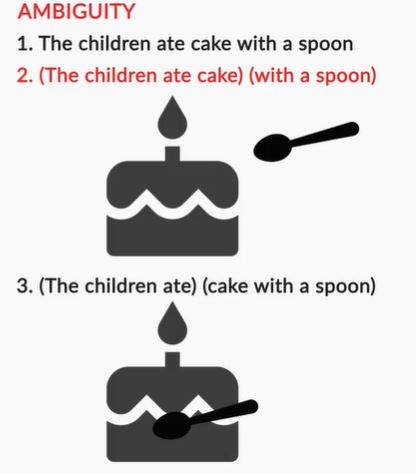 AMBIGUITY
1. The children ate cake with a spoon
2. (The children ate cake) (with a spoon)
3. (The children ate) (cake with a spoon)